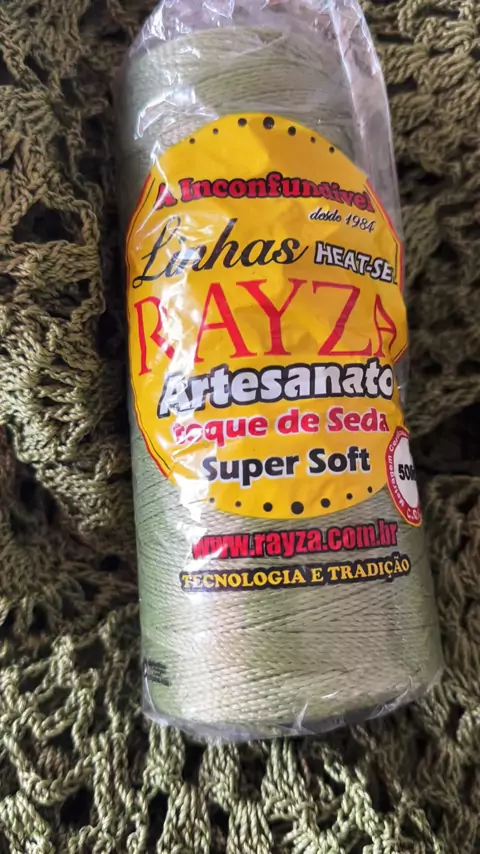 A Inconfundível
desde 1984
Linhas HEAT-SE
RAYZA
Artesanato
toque de Seda
Super Soft
www.rayza.com.br
TECNOLOGIA E TRADIÇÃO